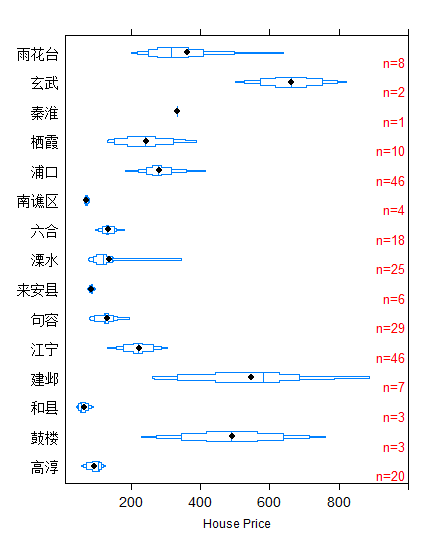 雨花台
n=8
玄武
n=2
秦淮
n=1
栖霞
n=10
浦口
n=46
南谯区
n=4
六合
n=18
溧水
n=25
来安县
n=6
句容
n=29
江宁
n=46
建邺
n=7
和县
n=3
鼓楼
n=3
高淳
n=20
200 400 600 800
House Price